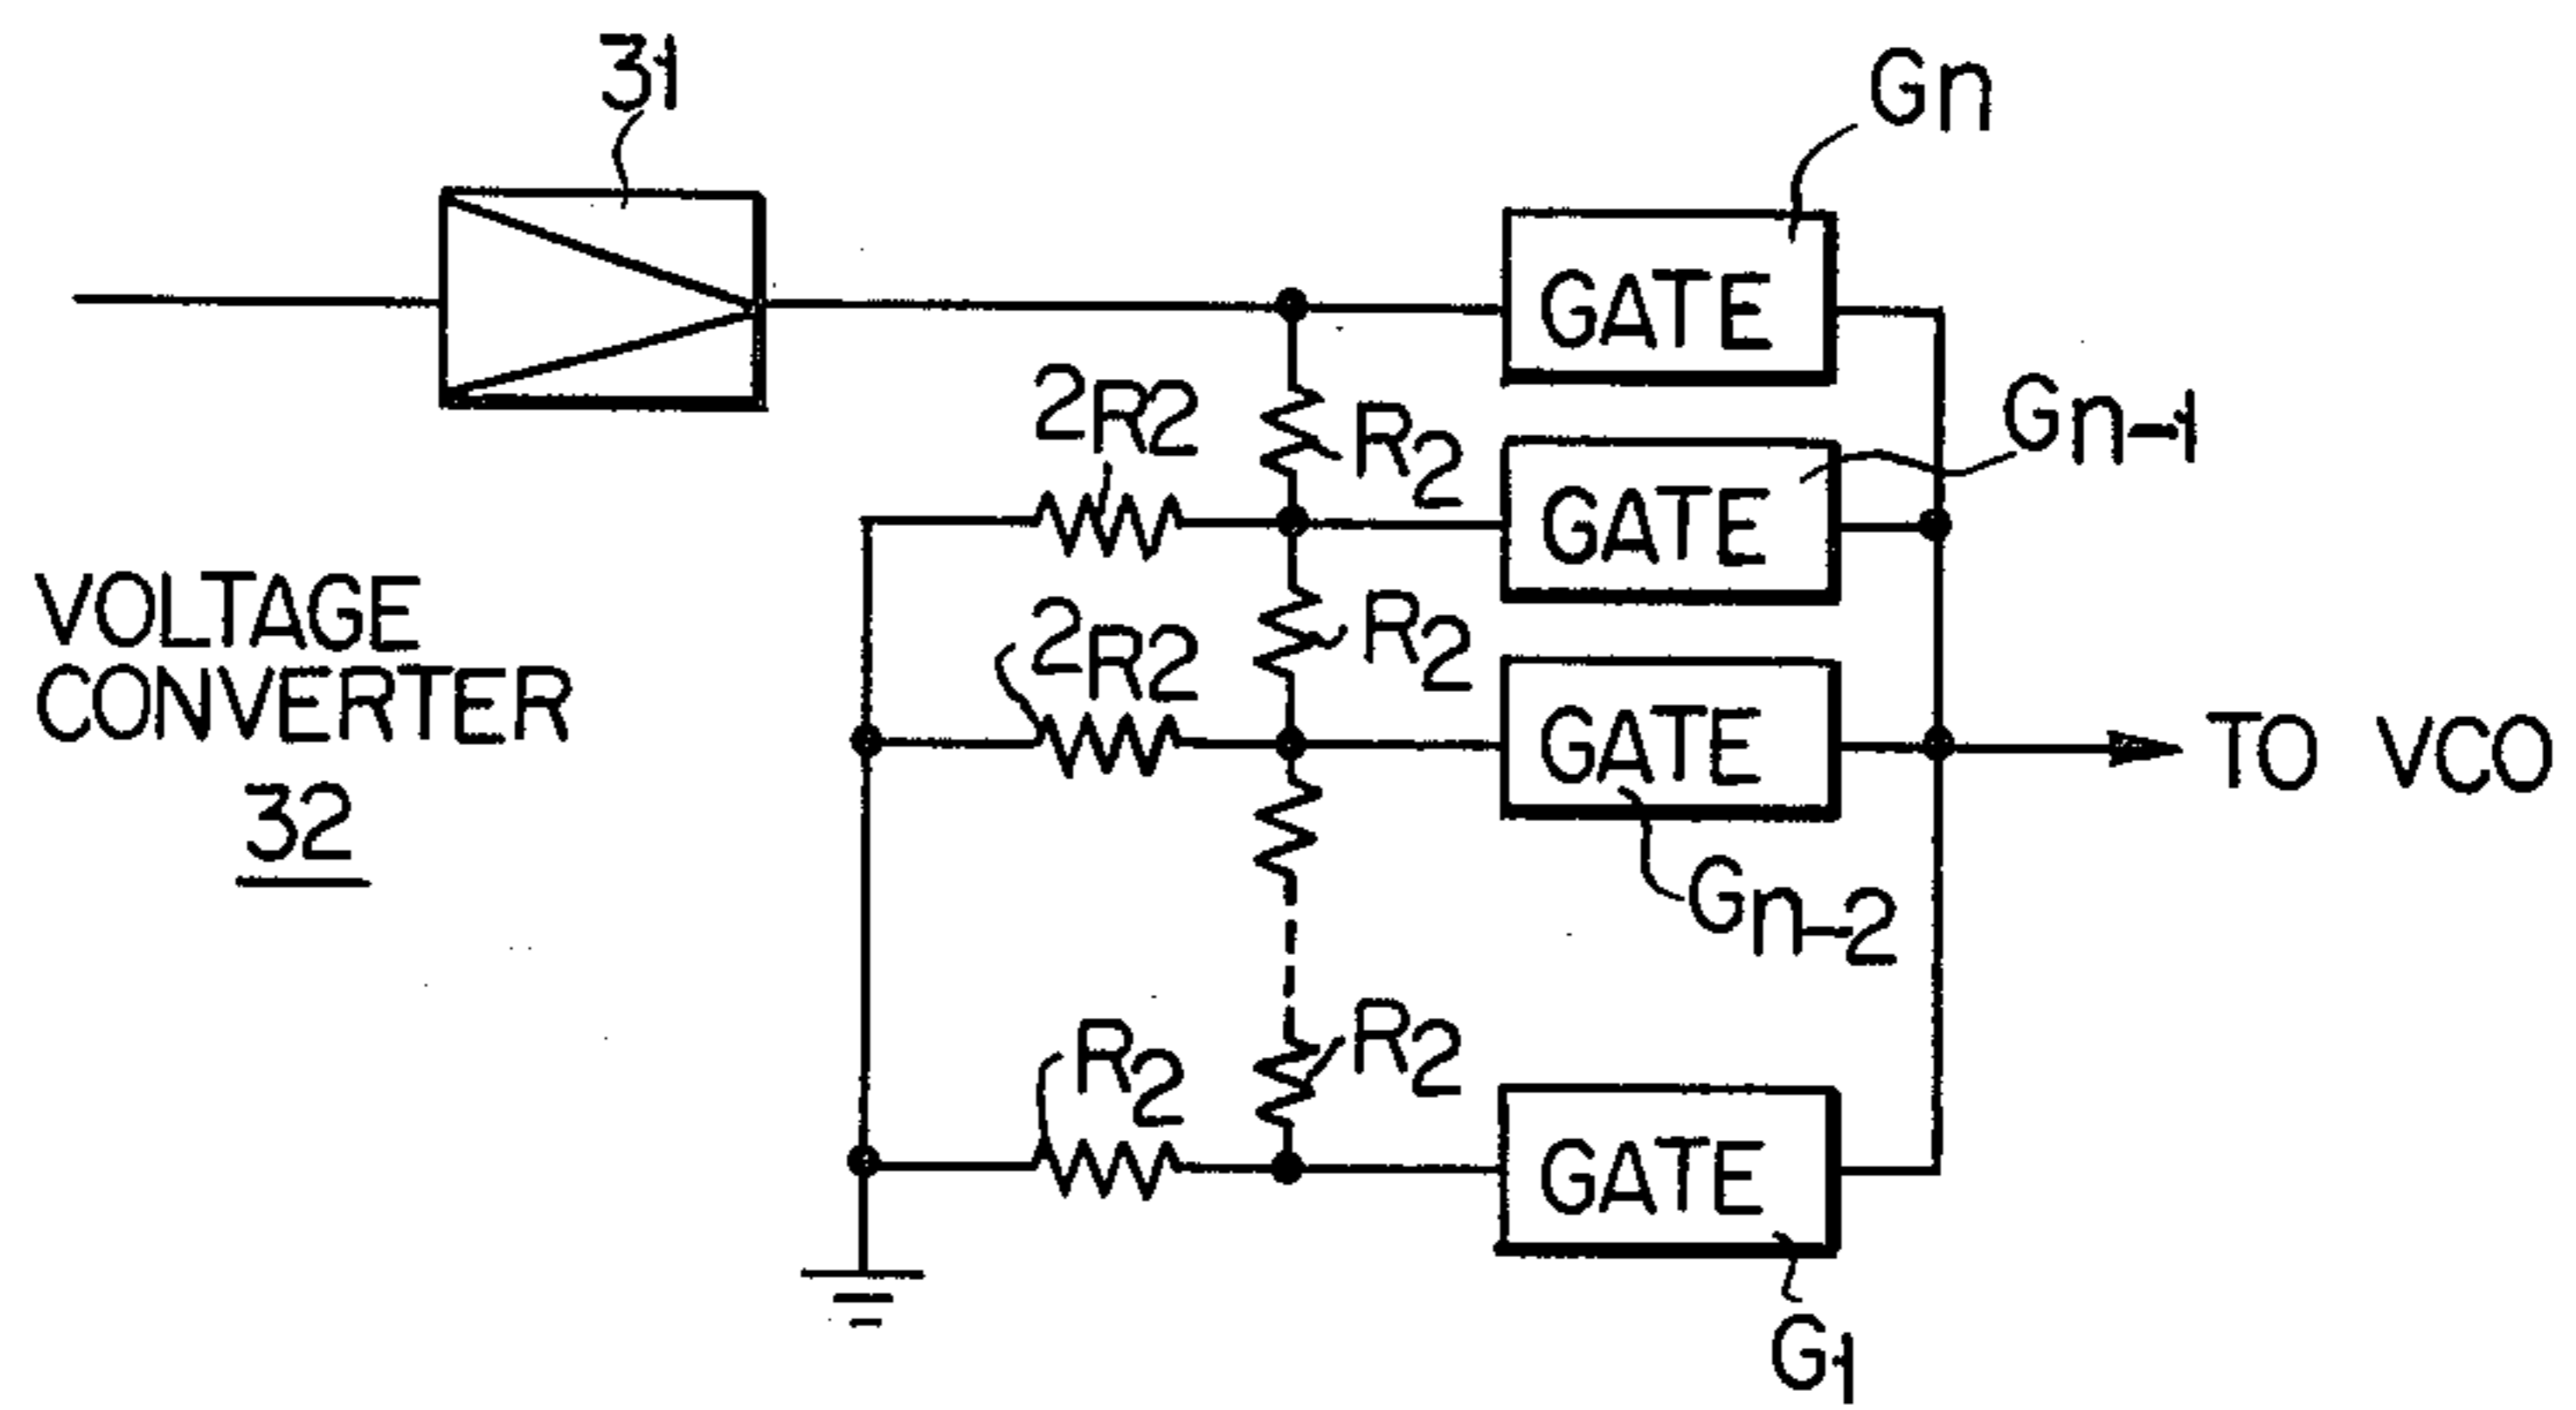 31
Gn
GATE
2R2
R2
Gn-1
GATE
VOLTAGE
CONVERTER
32
2R2
R2
GATE
TO VCO
Gn-2
R2
R2
GATE
G1